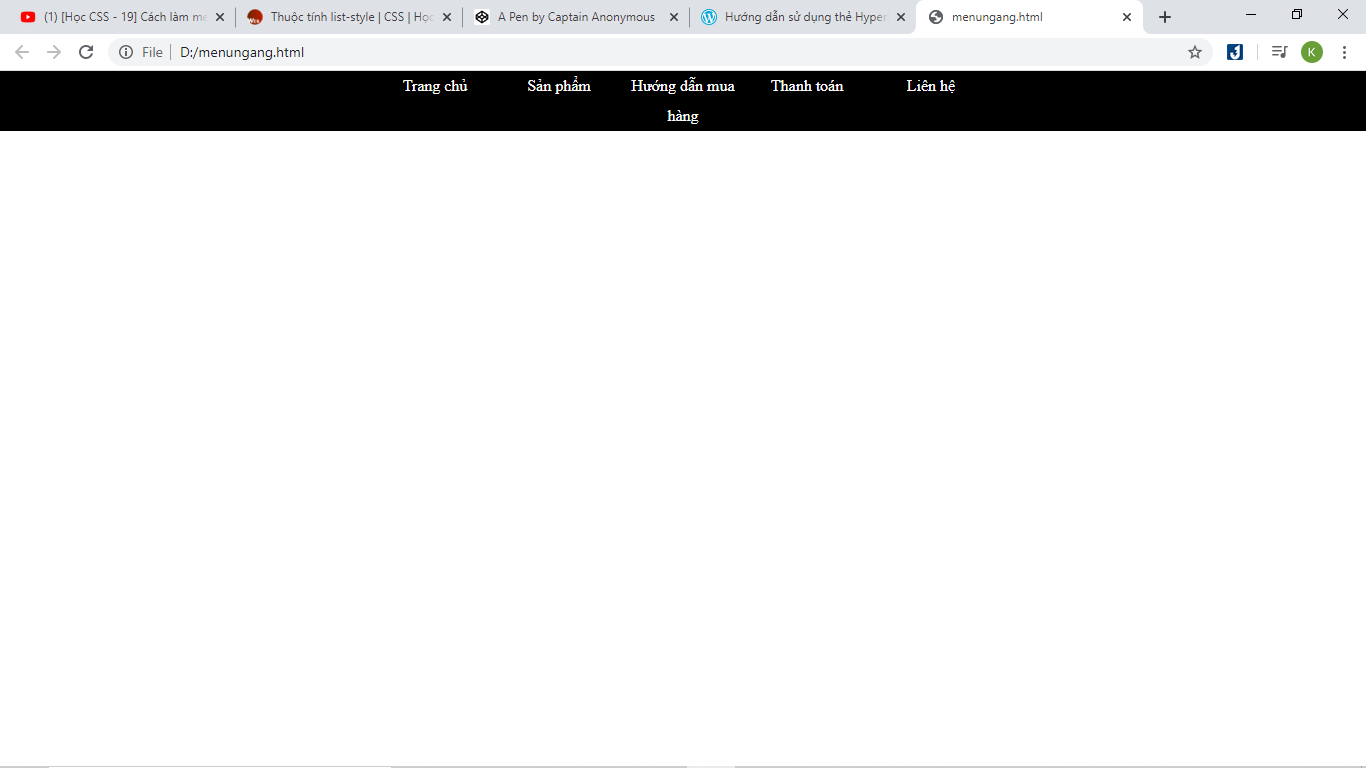 (1) [Học CSS - 19] Cách làm me
Thuộc tính list-style | CSS | Học
A Pen by Captain Anonymous
Hướng dẫn sử dụng thẻ Hyper
menungang.html
File
D:/menungang.html
K
Trang chủ Sản phẩm Hướng dẫn mua hàng Thanh toán Liên hệ